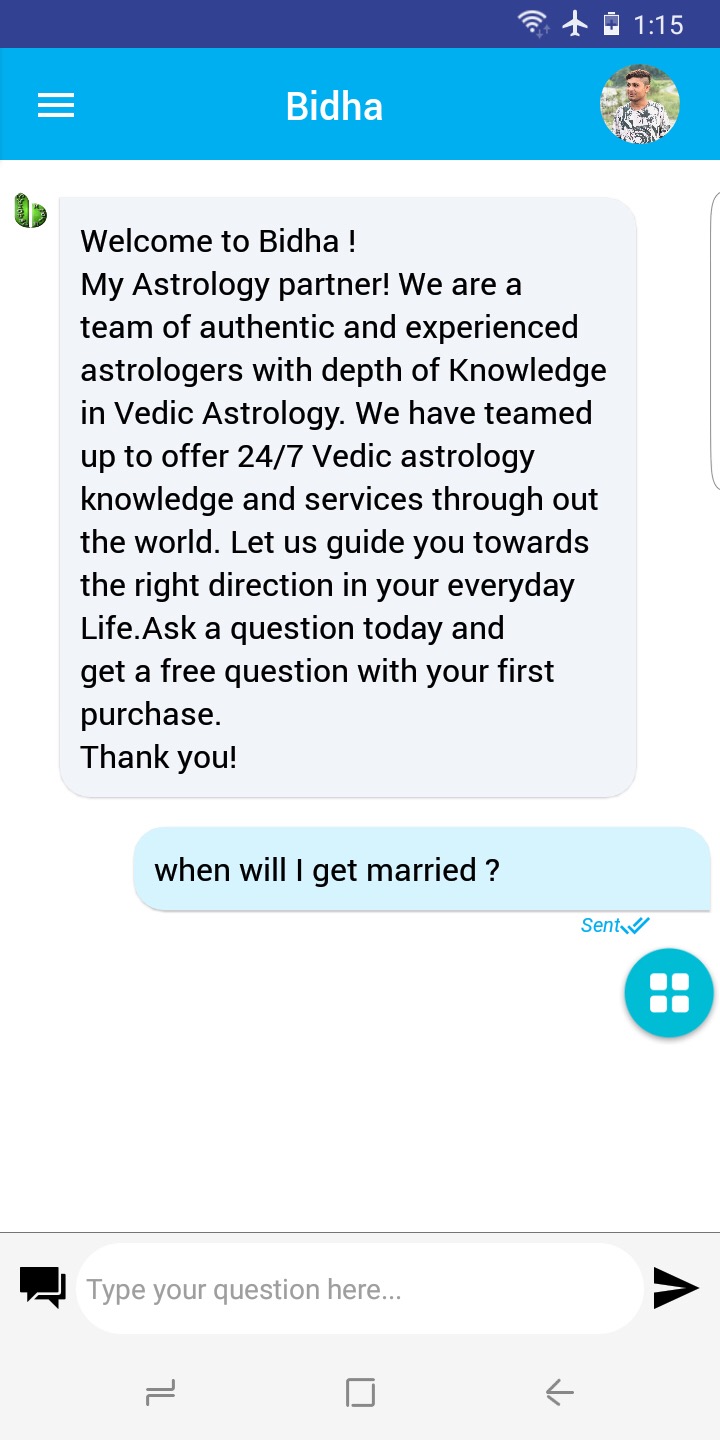 1:15
Bidha
Welcome to Bidha !
My Astrology partner! We are a
team of authentic and experienced
astrologers with depth of Knowledge
in Vedic Astrology. We have teamed
up to offer 24/7 Vedic astrology
knowledge and services through out
the world. Let us guide you towards
the right direction in your everyday
Life.Ask a question today and
get a free question with your first
purchase.
Thank you!
when will I get married ?
Sent
Type your question here...